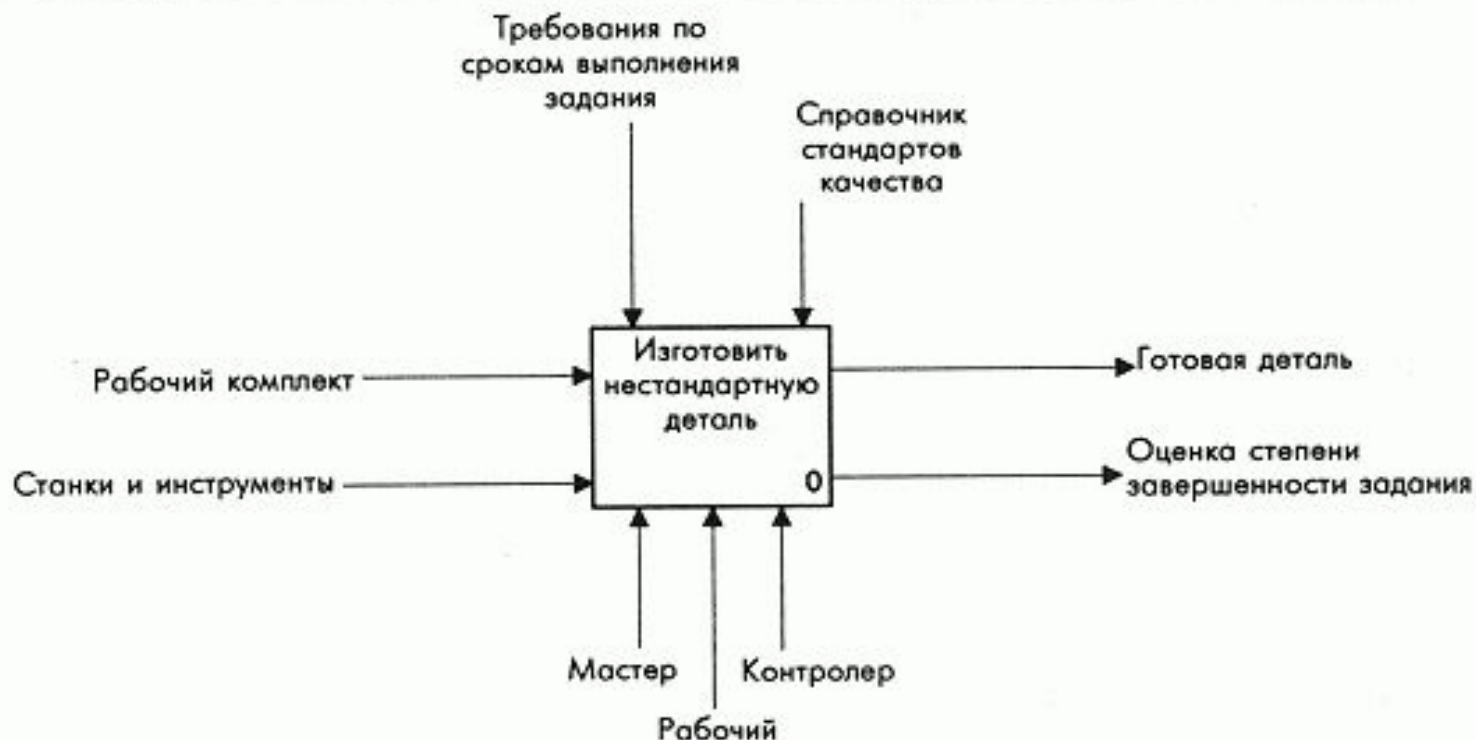 Требования по
срокам выполнения
задания
Справочник
стандартов
качества
Изготовить
нестандартную
деталь
0
Рабочий комплект
Станки и инструменты
Готовая деталь
Оценка степени
завершенности задания
Мастер
Контролер
Рабочий